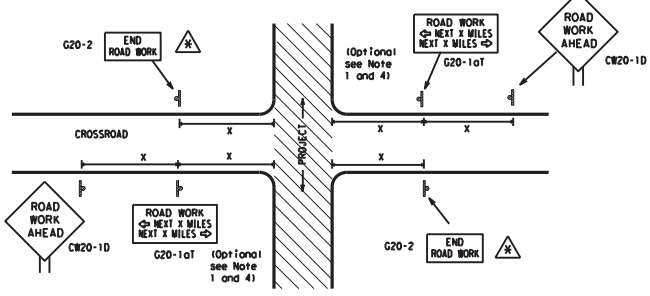 ROAD
WORK
AHEAD
CW20-1D
ROAD WORK
⇦ NEXT X MILES
NEXT X MILES ⇨
G20-1aT
(Optional
see Note
1 and 4)
END
ROAD WORK
G20-2
*
X
X
X
CROSSROAD
PROJECT
X
X
X
ROAD
WORK
AHEAD
CW20-1D
ROAD WORK
⇦ NEXT X MILES
NEXT X MILES ⇨
G20-1aT
(Optional
see Note
1 and 4)
G20-2
END
ROAD WORK
*